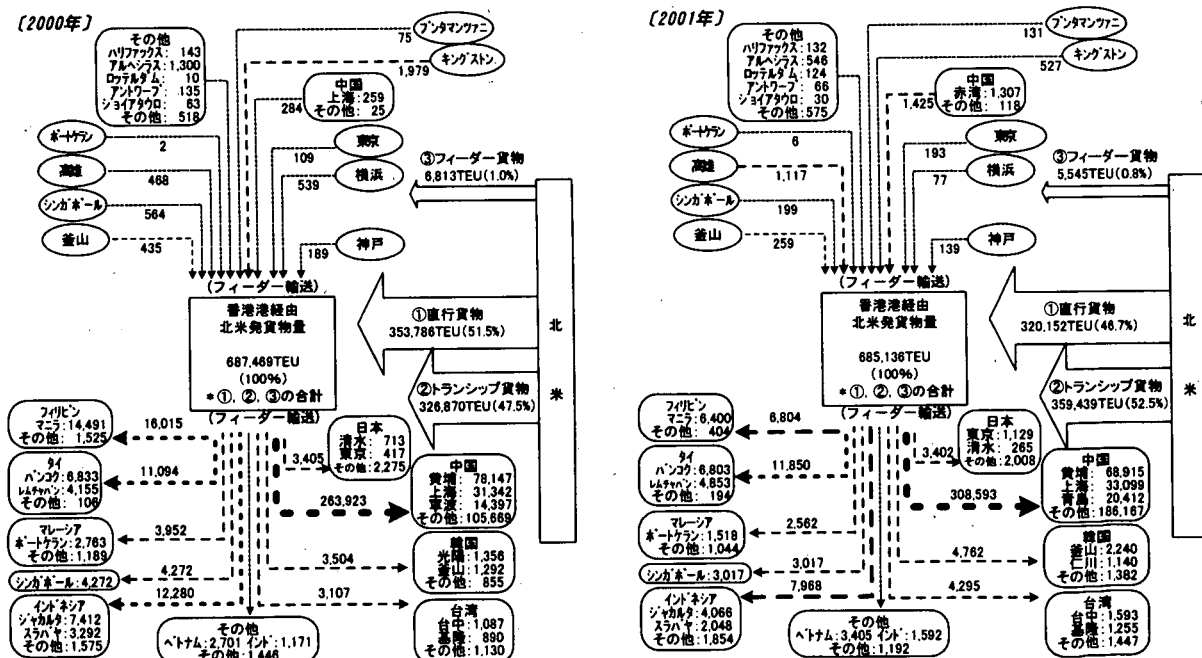 〔2000年〕
その他
ハリファックス: 143
アルヘシラス: 1,300
ロッテルダム: 10
アントワープ: 135
ジョイアタウロ: 63
その他: 518
75
プンタマンツァニ
1,979
キングストン
284
中国
上海: 259
その他: 25
ポートケラン
2
高雄
468
シンガポール
564
釜山
435
109
東京
539
横浜
189
神戸
③フィーダー貨物
6,813TEU(1.0%)
(フィーダー輸送)
香港港経由
北米発貨物量
687,469TEU
(100%)
*①, ②, ③の合計
(フィーダー輸送)
①直行貨物
353,786TEU(51.5%)
②トランシップ貨物
326,870TEU(47.5%)
北
米
フィリピン
マニラ: 14,491
その他: 1,525
16,015
タイ
バンコク: 6,833
レムチャバン: 4,155
その他: 106
11,094
マレーシア
ポートケラン: 2,763
その他: 1,189
3,952
シンガポール: 4,272
4,272
インドネシア
ジャカルタ: 7,412
スラバヤ: 3,292
その他: 1,575
12,280
3,405
日本
清水: 713
東京: 417
その他: 2,275
263,923
中国
黄埔: 78,147
上海: 31,342
寧波: 14,397
その他: 105,669
3,504
韓国
光陽: 1,356
釜山: 1,292
その他: 855
3,107
台湾
台中: 1,087
基隆: 890
その他: 1,130
その他
ベトナム: 2,701 インド: 1,171
その他: 1,446
〔2001年〕
その他
ハリファックス: 132
アルヘシラス: 546
ロッテルダム: 124
アントワープ: 66
ジョイアタウロ: 30
その他: 575
131
プンタマンツァニ
527
キングストン
1,425
中国
赤湾: 1,307
その他: 118
ポートケラン
6
高雄
1,117
シンガポール
199
釜山
259
193
東京
77
横浜
139
神戸
③フィーダー貨物
5,545TEU(0.8%)
(フィーダー輸送)
香港港経由
北米発貨物量
685,136TEU
(100%)
*①, ②, ③の合計
(フィーダー輸送)
①直行貨物
320,152TEU(46.7%)
②トランシップ貨物
359,439TEU(52.5%)
北
米
フィリピン
マニラ: 6,400
その他: 404
6,804
タイ
バンコク: 6,803
レムチャバン: 4,853
その他: 194
11,850
マレーシア
ポートケラン: 1,518
その他: 1,044
2,562
シンガポール: 3,017
3,017
インドネシア
ジャカルタ: 4,066
スラバヤ: 2,048
その他: 1,854
7,968
3,402
日本
東京: 1,129
清水: 265
その他: 2,008
308,593
中国
黄埔: 68,915
上海: 33,099
青島: 20,412
その他: 186,167
4,762
韓国
釜山: 2,240
仁川: 1,140
その他: 1,382
4,295
台湾
台中: 1,593
基隆: 1,255
その他: 1,447
その他
ベトナム: 3,405 インド: 1,592
その他: 1,192